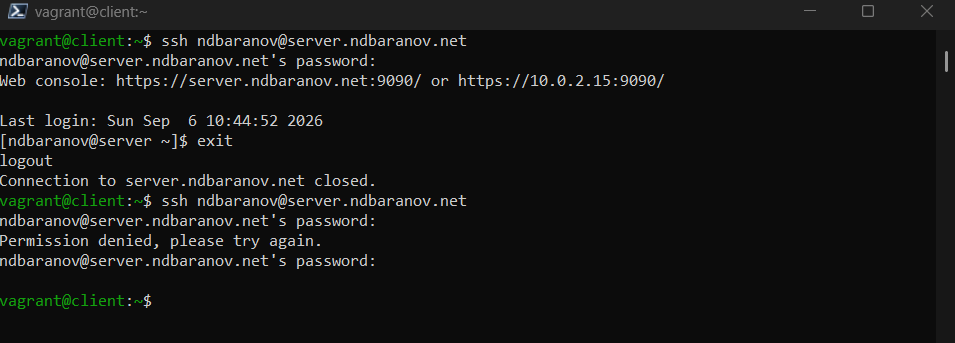 vagrant@client:~
vagrant@client:~$ ssh ndbaranov@server.ndbaranov.net
ndbaranov@server.ndbaranov.net's password:
Web console: https://server.ndbaranov.net:9090/ or https://10.0.2.15:9090/
Last login: Sun Sep  6 10:44:52 2026
[ndbaranov@server ~]$ exit
logout
Connection to server.ndbaranov.net closed.
vagrant@client:~$ ssh ndbaranov@server.ndbaranov.net
ndbaranov@server.ndbaranov.net's password:
Permission denied, please try again.
ndbaranov@server.ndbaranov.net's password:
vagrant@client:~$